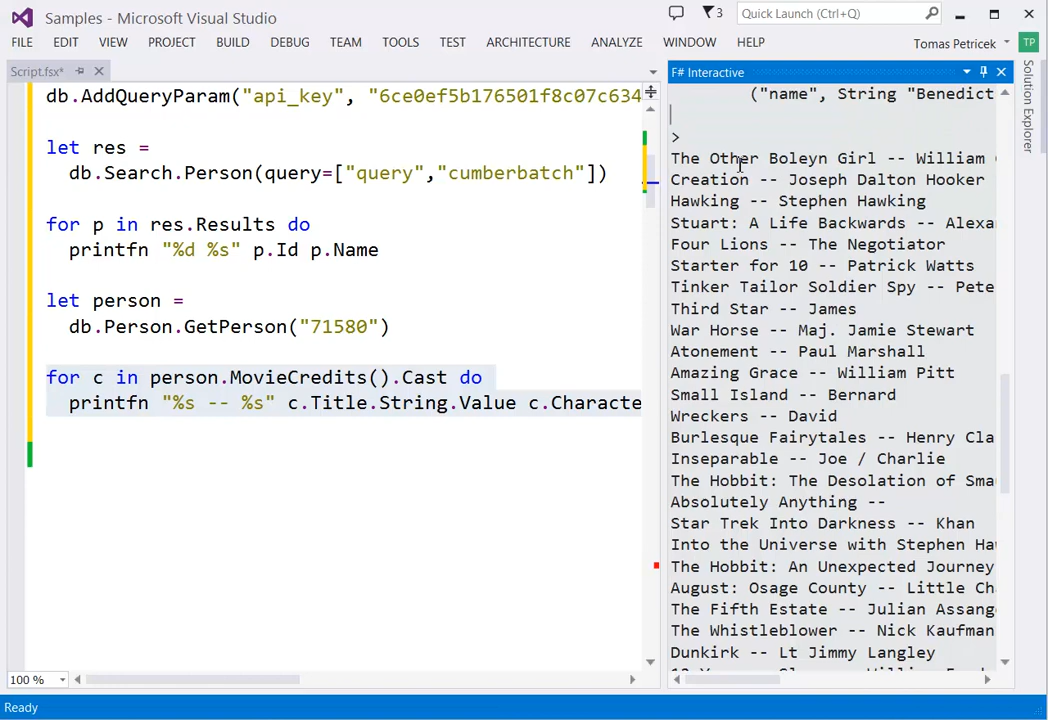 Samples - Microsoft Visual Studio
3
Quick Launch (Ctrl+Q)
FILE EDIT VIEW PROJECT BUILD DEBUG TEAM TOOLS TEST ARCHITECTURE ANALYZE WINDOW HELP
Tomas Petricek
TP
Script.fsx*
db.AddQueryParam("api_key", "6ce0ef5b176501f8c07c634
let res =
db.Search.Person(query=["query","cumberbatch"])
for p in res.Results do
printfn "%d %s" p.Id p.Name
let person =
db.Person.GetPerson("71580")
for c in person.MovieCredits().Cast do
printfn "%s -- %s" c.Title.String.Value c.Characte
100 %
F# Interactive
("name", String "Benedict
>
The Other Boleyn Girl -- William
Creation -- Joseph Dalton Hooker
Hawking -- Stephen Hawking
Stuart: A Life Backwards -- Alexa
Four Lions -- The Negotiator
Starter for 10 -- Patrick Watts
Tinker Tailor Soldier Spy -- Pete
Third Star -- James
War Horse -- Maj. Jamie Stewart
Atonement -- Paul Marshall
Amazing Grace -- William Pitt
Small Island -- Bernard
Wreckers -- David
Burlesque Fairytales -- Henry Cla
Inseparable -- Joe / Charlie
The Hobbit: The Desolation of Sma
Absolutely Anything --
Star Trek Into Darkness -- Khan
Into the Universe with Stephen Ha
The Hobbit: An Unexpected Journey
August: Osage County -- Little Ch
The Fifth Estate -- Julian Assang
The Whistleblower -- Nick Kaufman
Dunkirk -- Lt Jimmy Langley
Solution Explorer
Ready